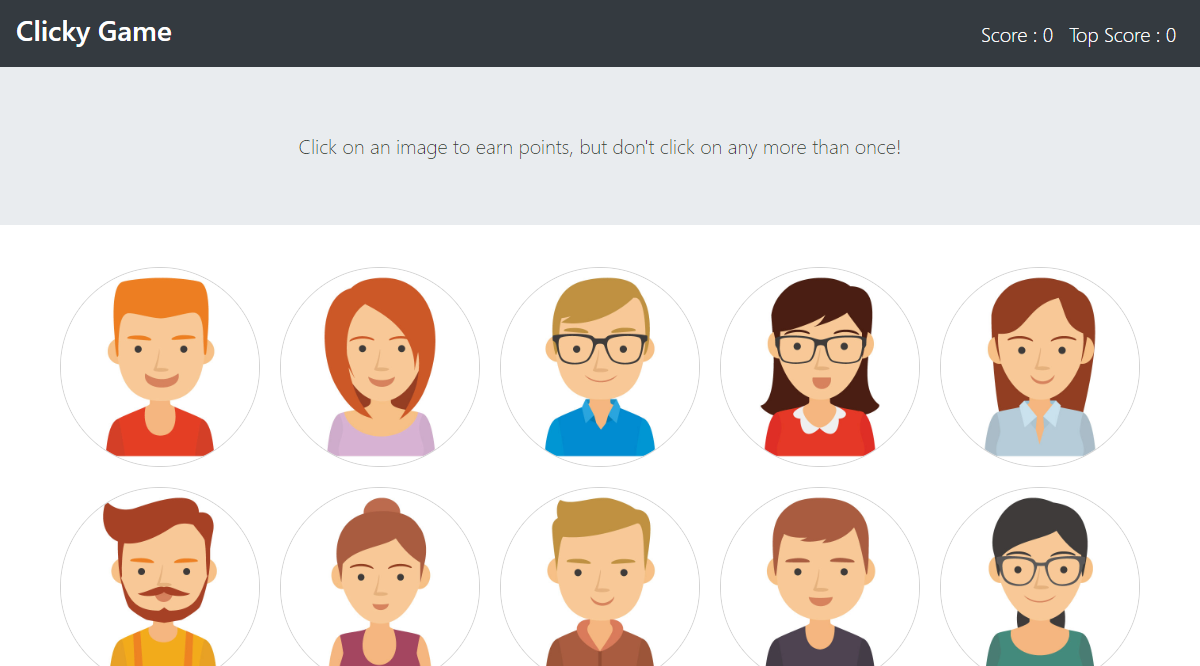 Clicky Game
Score : 0 Top Score : 0
Click on an image to earn points, but don't click on any more than once!